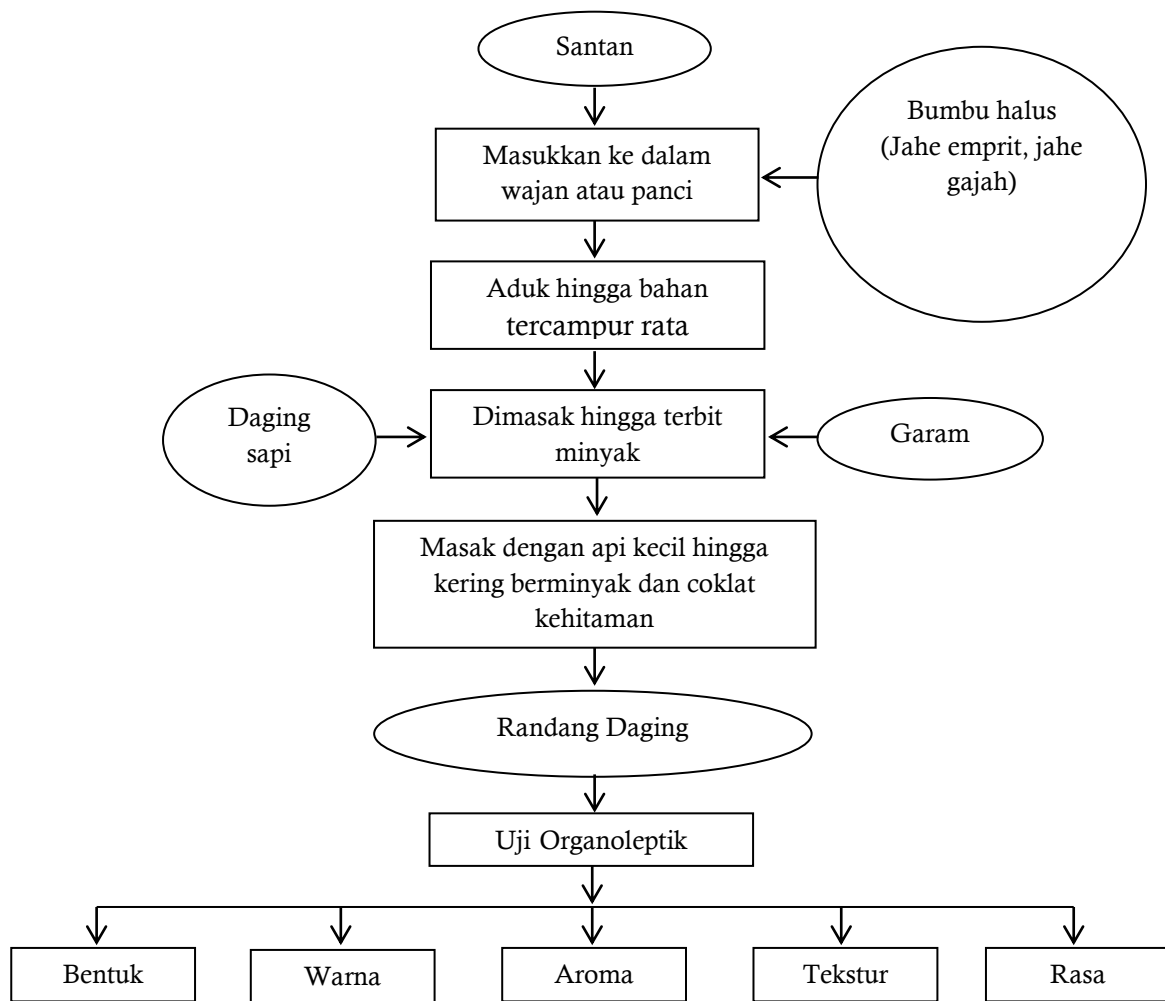 Santan
Bumbu halus
(Jahe emprit, jahe
gajah)
Masukkan ke dalam
wajan atau panci
Aduk hingga bahan
tercampur rata
Daging
sapi
Dimasak hingga terbit
minyak
Garam
Masak dengan api kecil hingga
kering berminyak dan coklat
kehitaman
Randang Daging
Uji Organoleptik
Bentuk
Warna
Aroma
Tekstur
Rasa